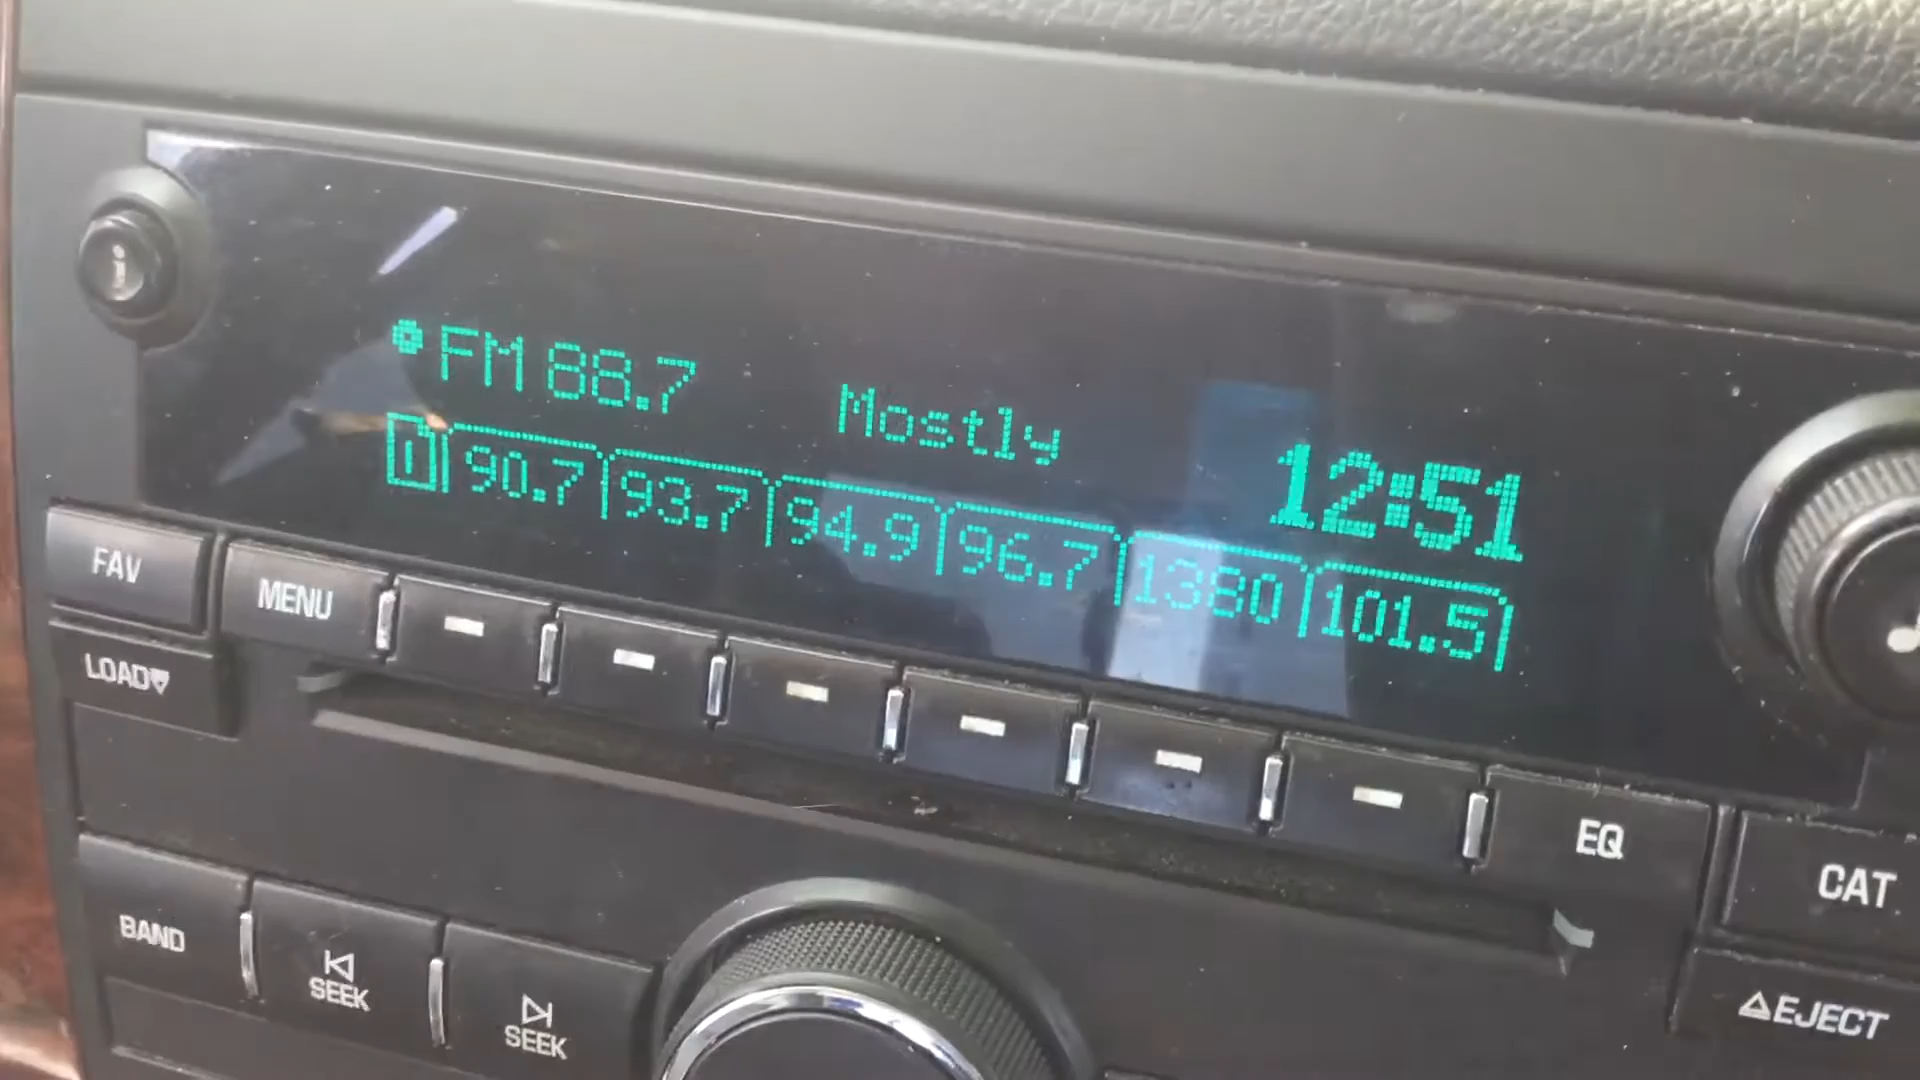 i
FM 88.7
Mostly
12:51
1 90.7 93.7 94.9 96.7 1380 101.5
FAV
MENU
LOAD
EQ
CAT
BAND
SEEK
SEEK
EJECT